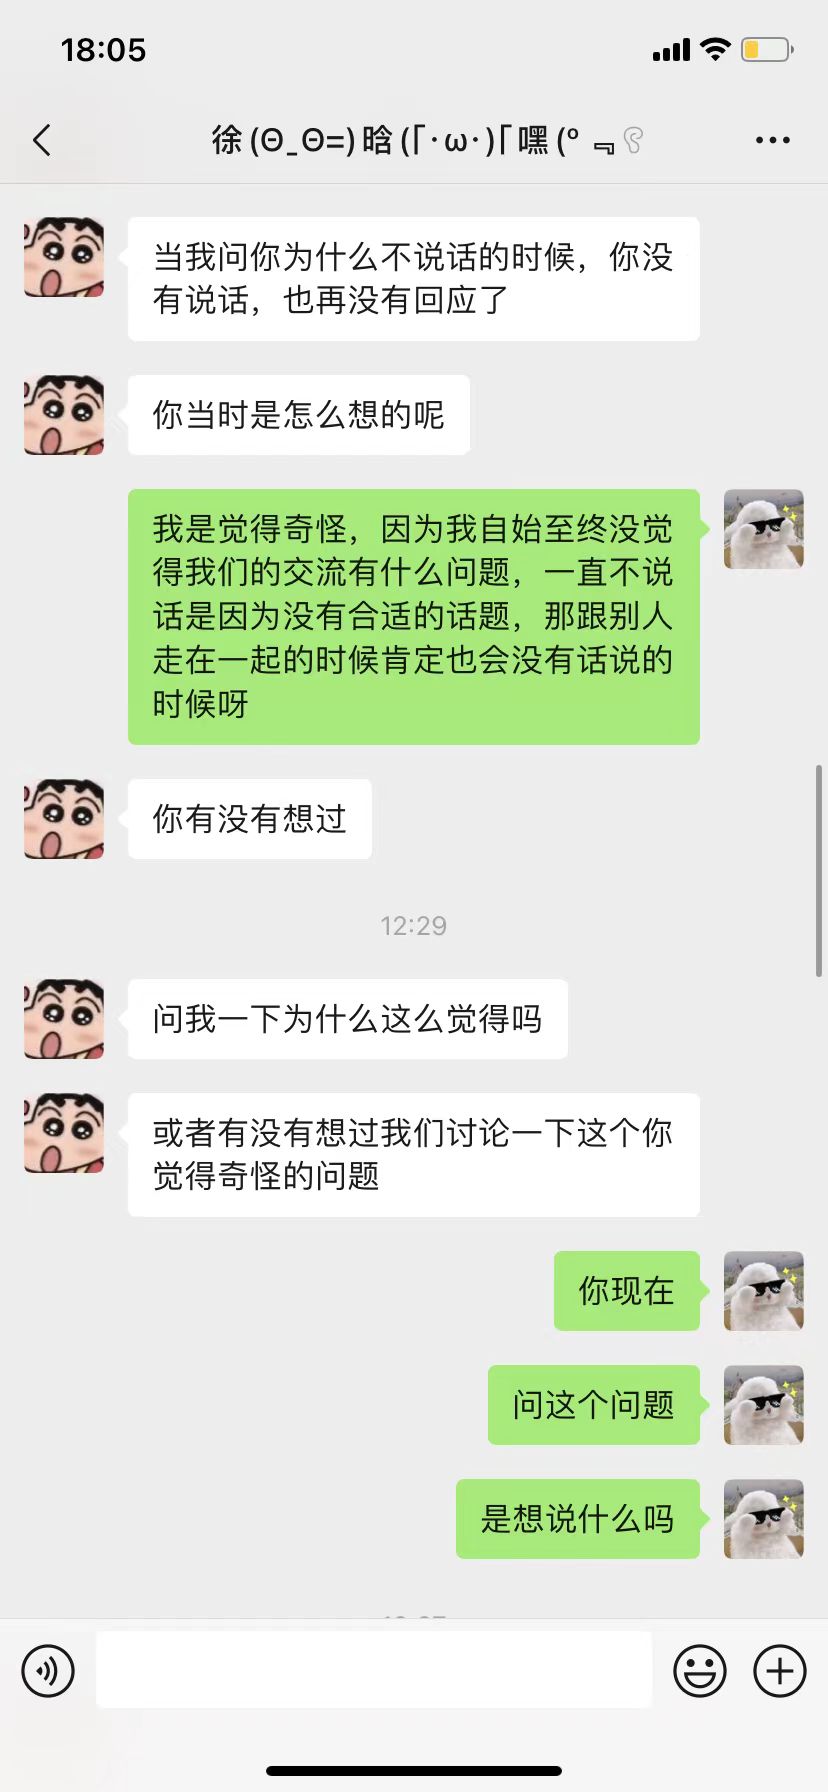 18:05
徐(Θ_Θ=)晗(｢･ω･)｢嘿(º﹃
当我问你为什么不说话的时候，你没
有说话，也再没有回应了
你当时是怎么想的呢
我是觉得奇怪，因为我自始至终没觉
得我们的交流有什么问题，一直不说
话是因为没有合适的话题，那跟别人
走在一起的时候肯定也会没有话说的
时候呀
你有没有想过
12:29
问我一下为什么这么觉得吗
或者有没有想过我们讨论一下这个你
觉得奇怪的问题
你现在
问这个问题
是想说什么吗